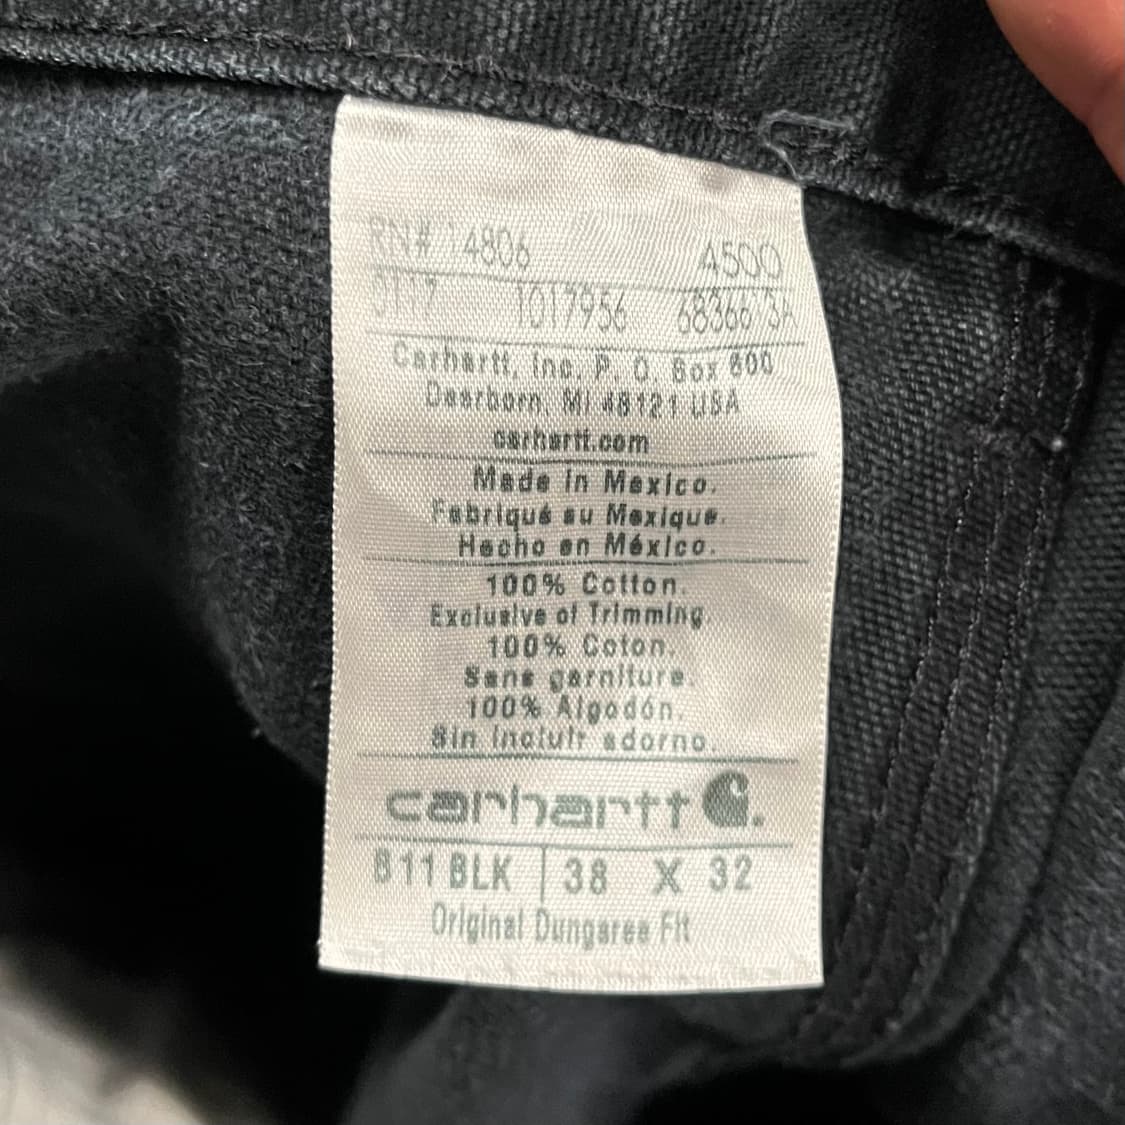 RN# 14806 4500
0117 1017956 6836613A
Carhartt, Inc. P. O. Box 600
Dearborn, MI 48121 USA
carhartt.com
Made in Mexico.
Fabriqué au Mexique.
Hecho en México.
100% Cotton.
Exclusive of Trimming.
100% Coton.
Sans garniture.
100% Algodón.
Sin incluir adorno.
carhartt
B11 BLK 38 X 32
Original Dungaree Fit